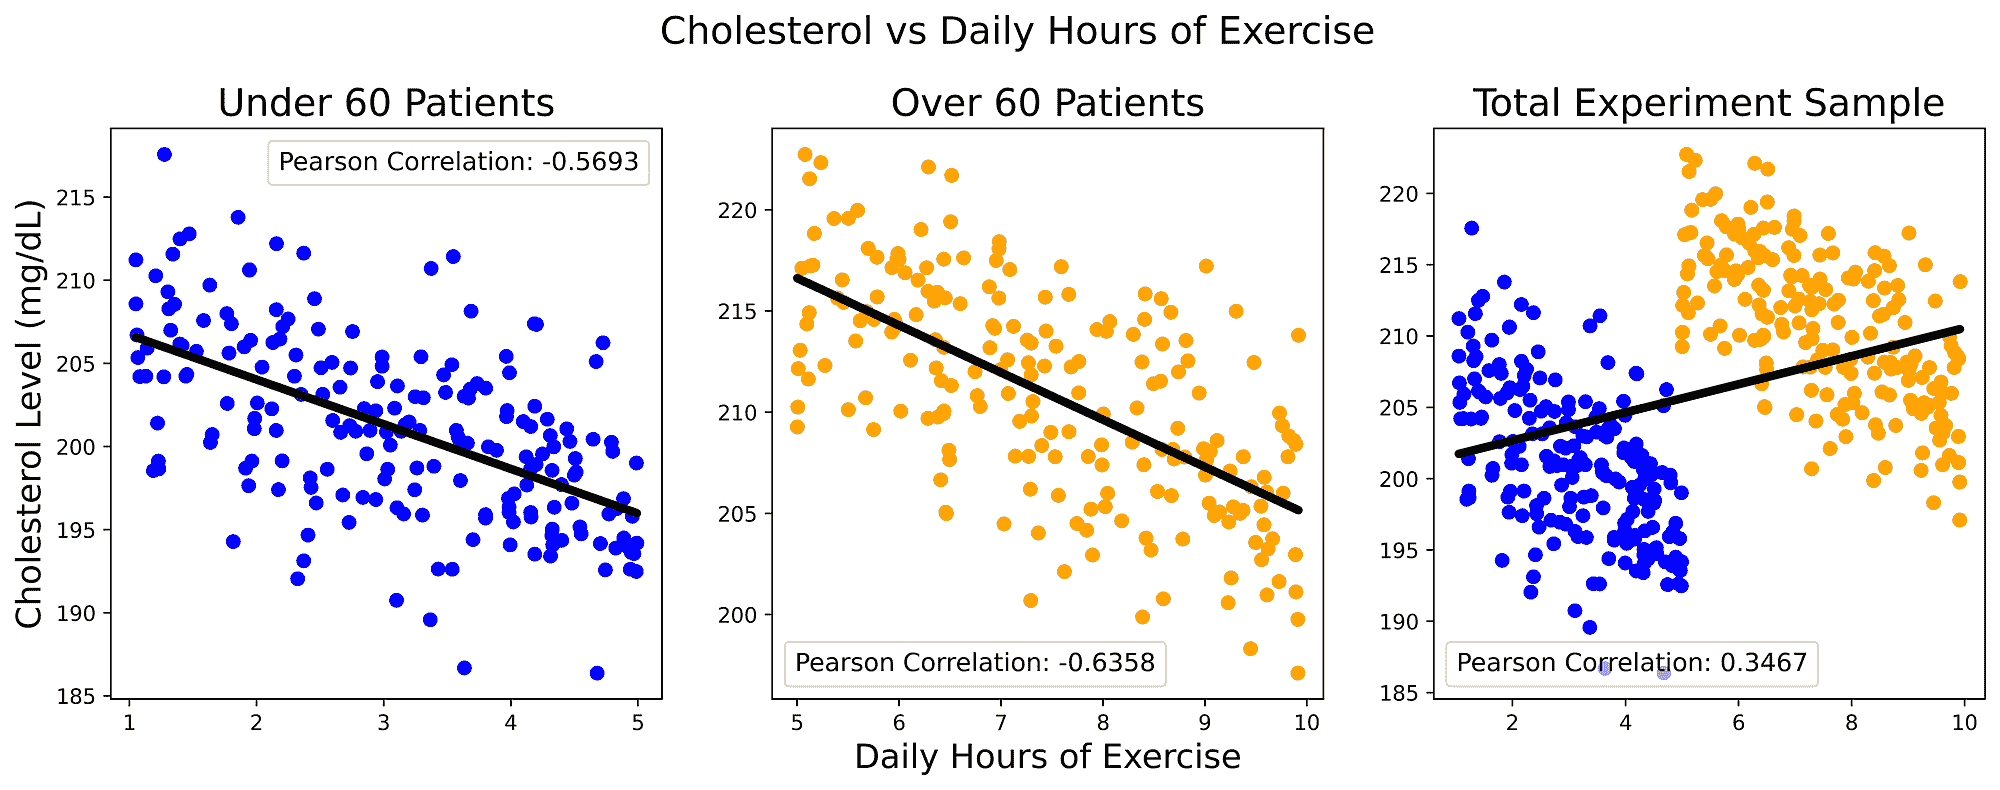 Cholesterol vs Daily Hours of Exercise
Under 60 Patients
Over 60 Patients
Total Experiment Sample
Cholesterol Level (mg/dL)
215
210
205
200
195
190
185
Pearson Correlation: -0.5693
1 2 3 4 5
220
215
210
205
200
Pearson Correlation: -0.6358
5 6 7 8 9 10
220
215
210
205
200
195
190
185
Pearson Correlation: 0.3467
2 4 6 8 10
Daily Hours of Exercise